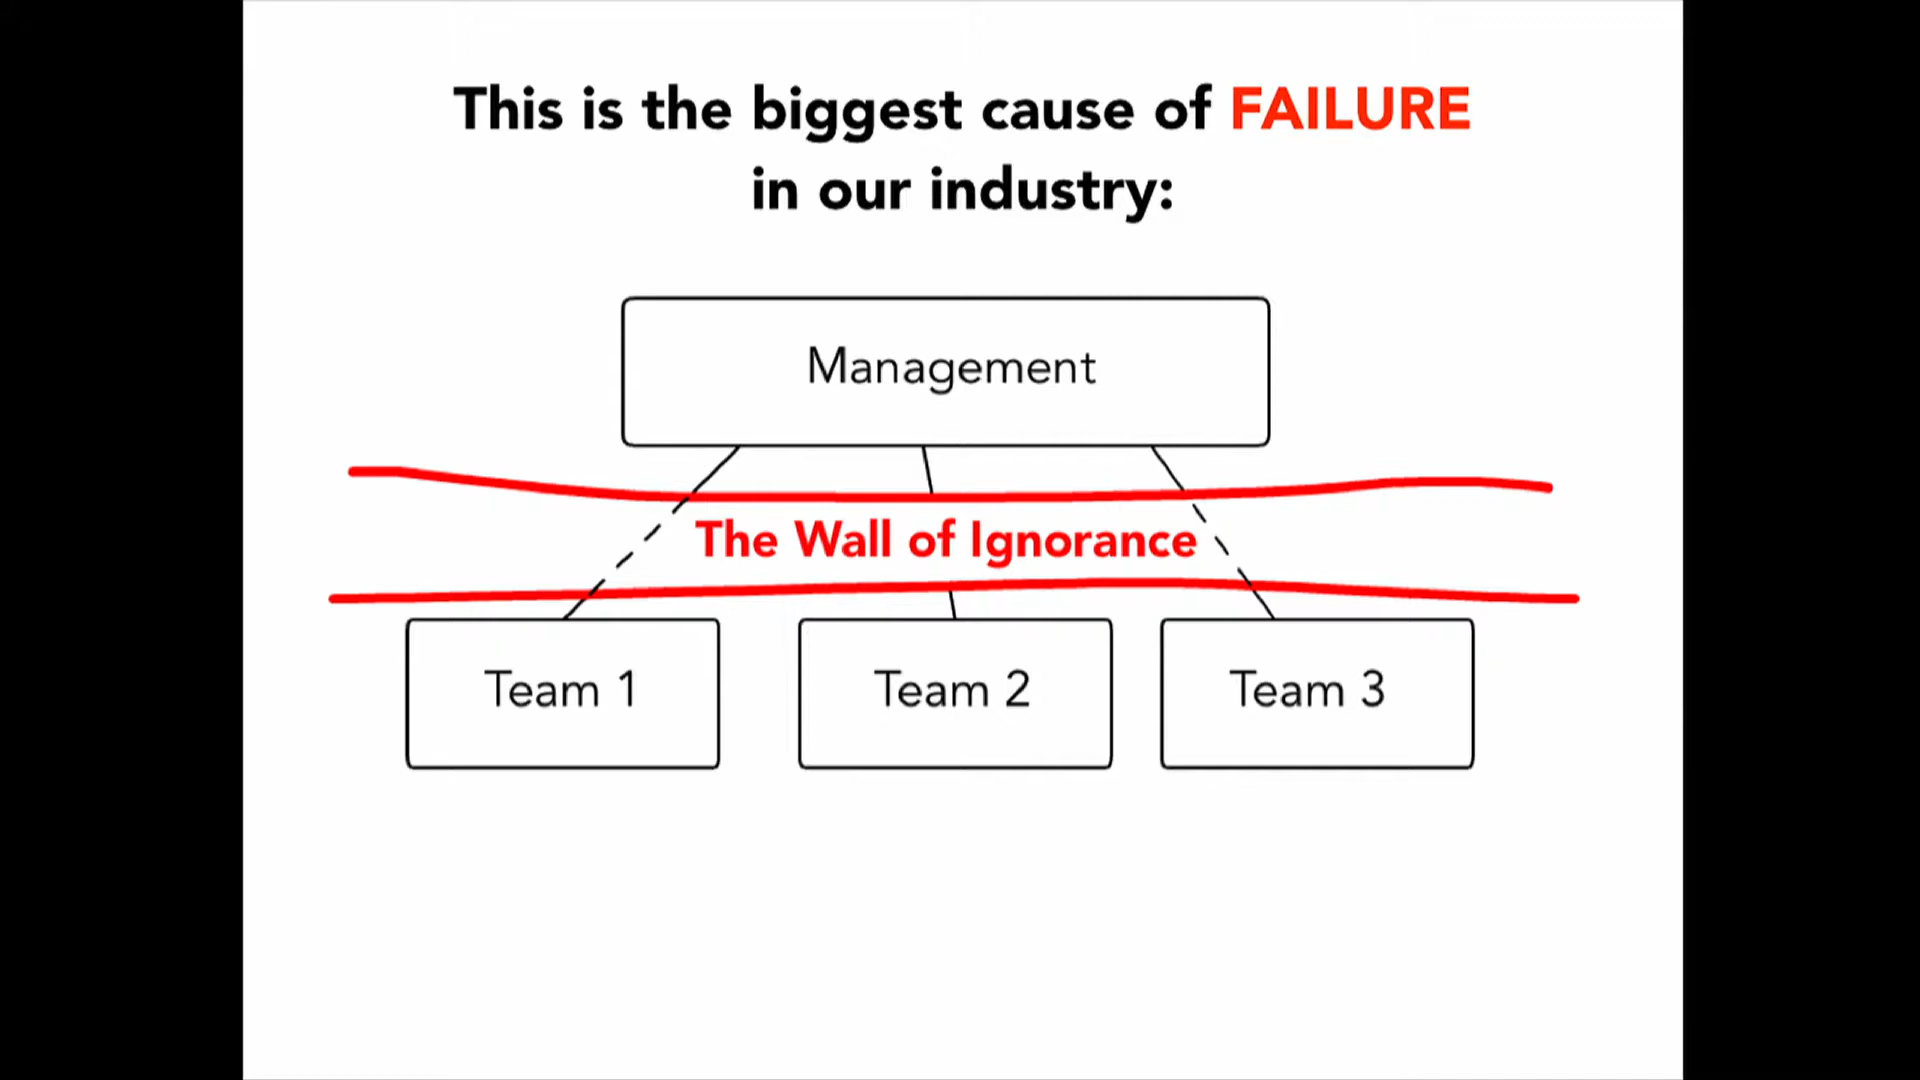 This is the biggest cause of FAILURE
in our industry:
Management
The Wall of Ignorance
Team 1
Team 2
Team 3